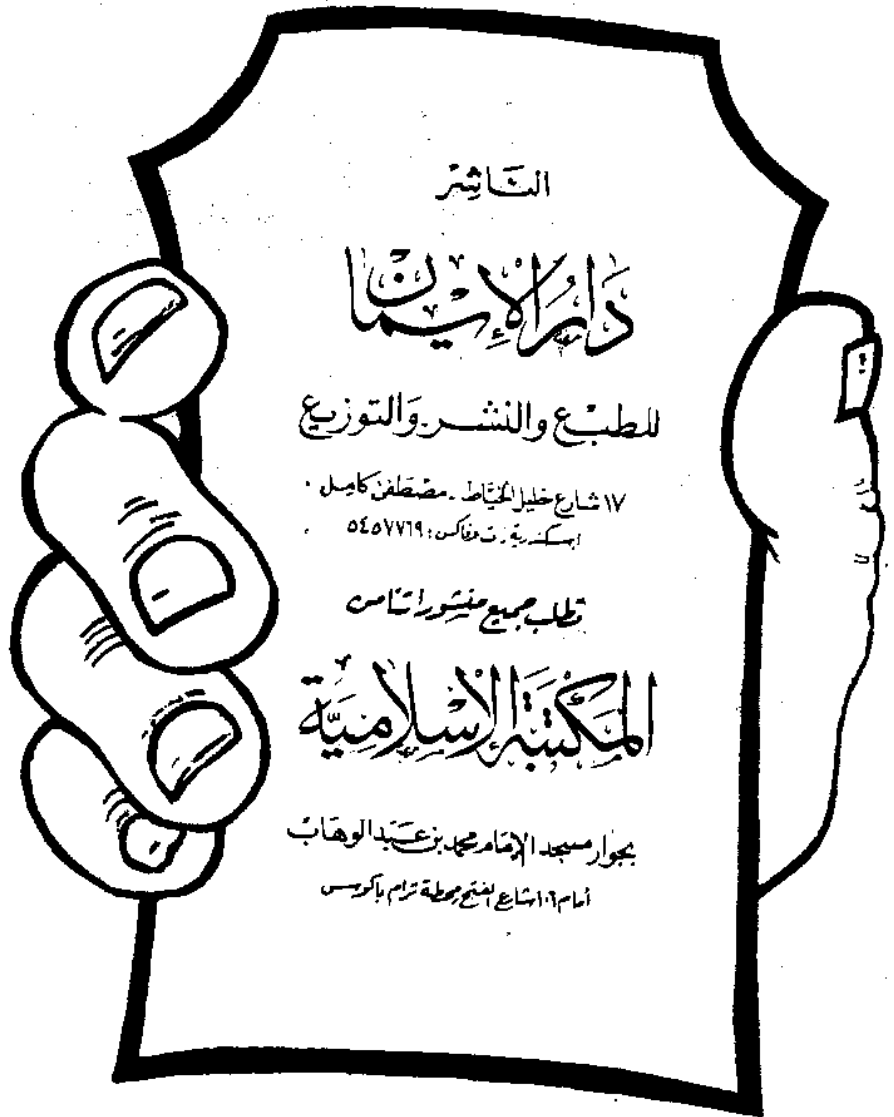 الناشر
دار الإيمان
للطبع والنشر والتوزيع
١٧ شارع خليل الخياط - مصطفى كامل
اسكندرية ت وفاكس: ٥٤٥٧٧٦٩
تطلب جميع منشوراتنا من
المكتبة الإسلامية
بجوار مسجد الإمام محمد بن عبد الوهاب
أمام ١٠٦ شارع الفتح محطة ترام باكوس